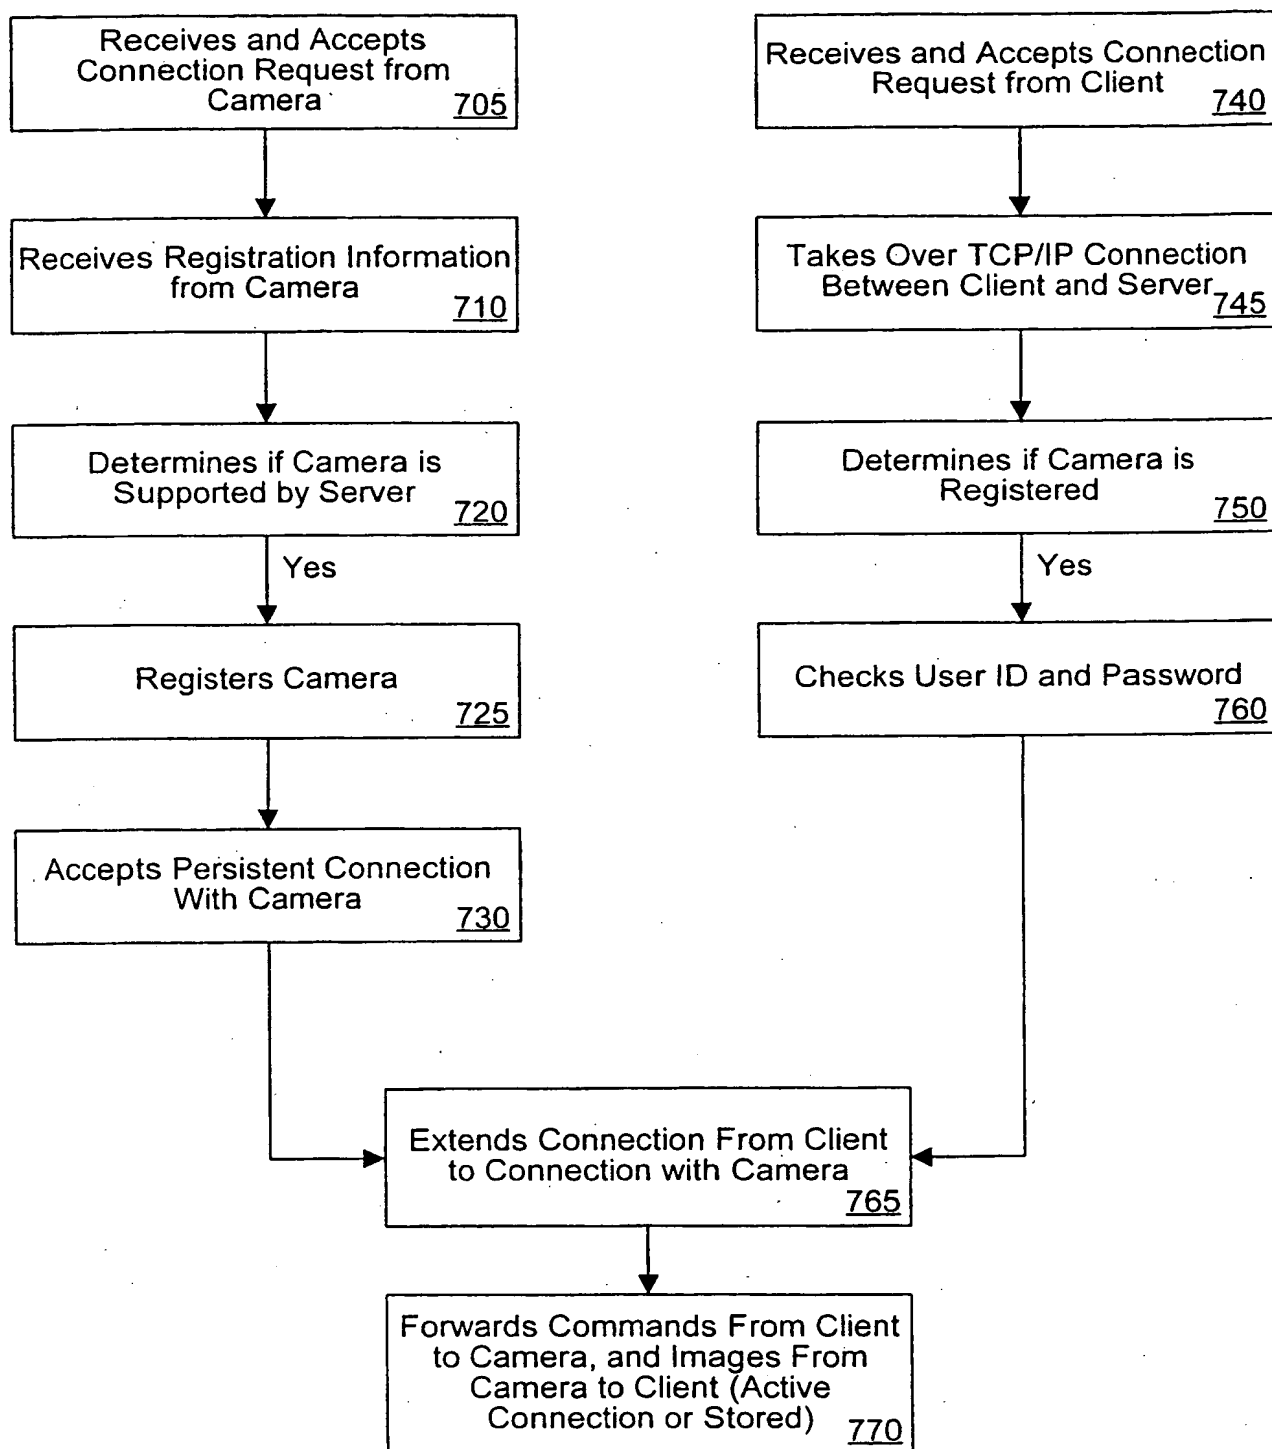 Receives and Accepts
Connection Request from
Camera 705
Receives Registration Information
from Camera 710
Determines if Camera is
Supported by Server 720
Yes
Registers Camera
725
Accepts Persistent Connection
With Camera 730
Receives and Accepts Connection
Request from Client 740
Takes Over TCP/IP Connection
Between Client and Server 745
Determines if Camera is
Registered 750
Yes
Checks User ID and Password
760
Extends Connection From Client
to Connection with Camera
765
Forwards Commands From Client
to Camera, and Images From
Camera to Client (Active
Connection or Stored) 770